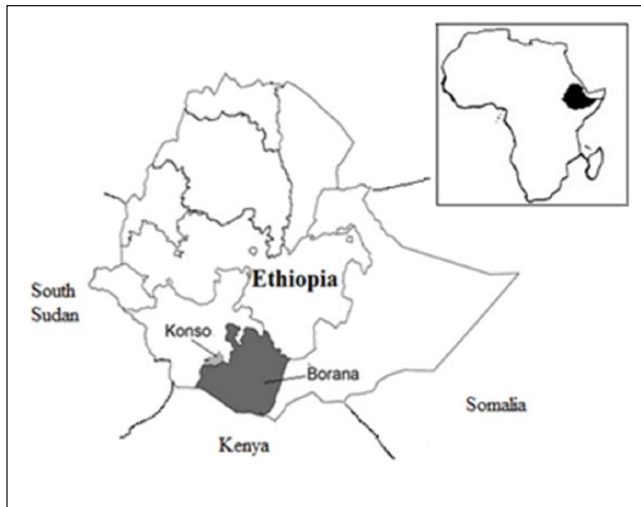 Ethiopia
South
Sudan
Konso
Borana
Somalia
Kenya